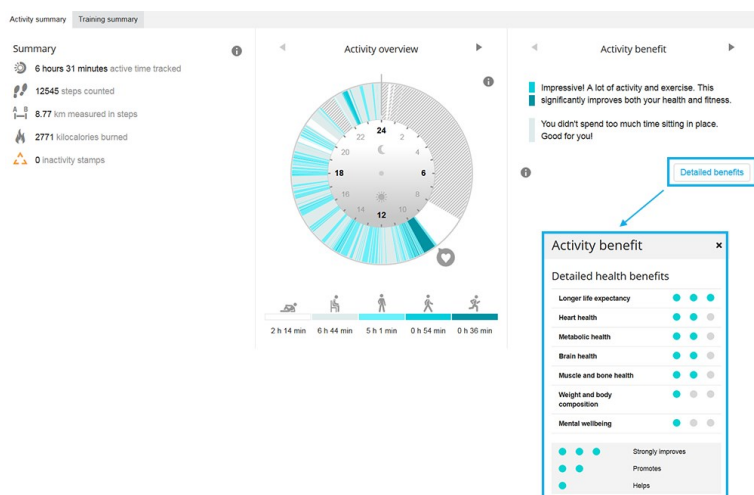 Activity summary
Training summary
Summary
6 hours 31 minutes active time tracked
12545 steps counted
A B
8.77 km measured in steps
2771 kilocalories burned
0 inactivity stamps
Activity overview
24
22 2
20 4
18 6
16 8
14 10
12
2 h 14 min 6 h 44 min 5 h 1 min 0 h 54 min 0 h 36 min
Activity benefit
Impressive! A lot of activity and exercise. This
significantly improves both your health and fitness.
You didn't spend too much time sitting in place.
Good for you!
Detailed benefits
Activity benefit ×
Detailed health benefits
Longer life expectancy
Heart health
Metabolic health
Brain health
Muscle and bone health
Weight and body
composition
Mental wellbeing
Strongly improves
Promotes
Helps